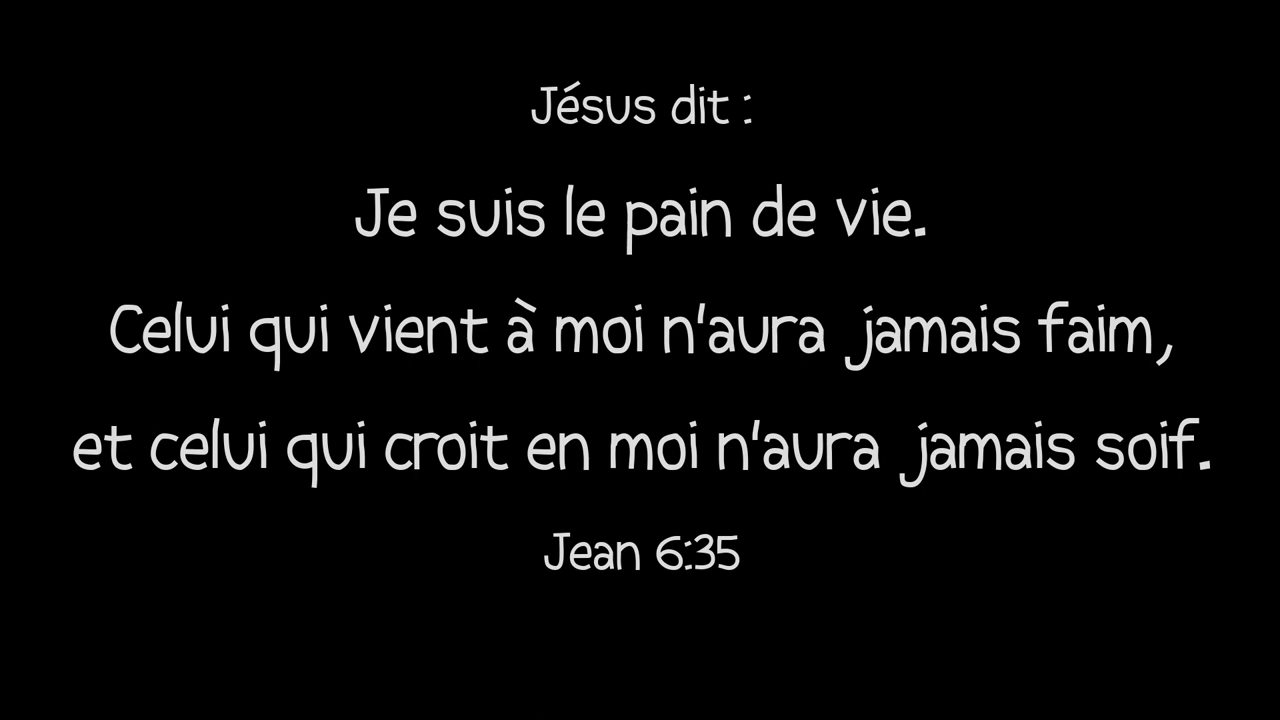 Jésus dit :
Je suis le pain de vie.
Celui qui vient à moi n'aura jamais faim,
et celui qui croit en moi n'aura jamais soif.
Jean 6:35